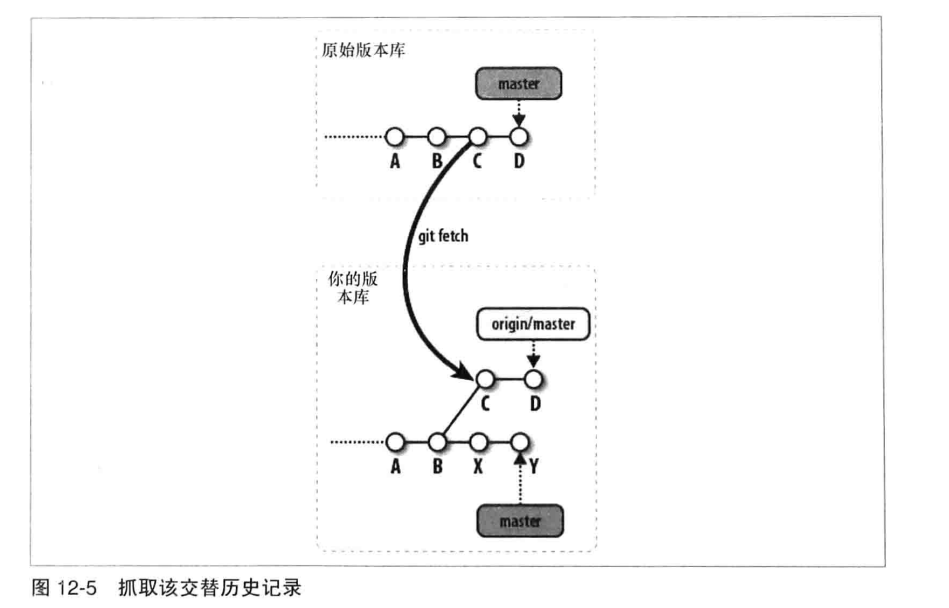 原始版本库
master
A B C D
git fetch
你的版
本库
origin/master
C D
A B X Y
master
图 12-5 抓取该交替历史记录